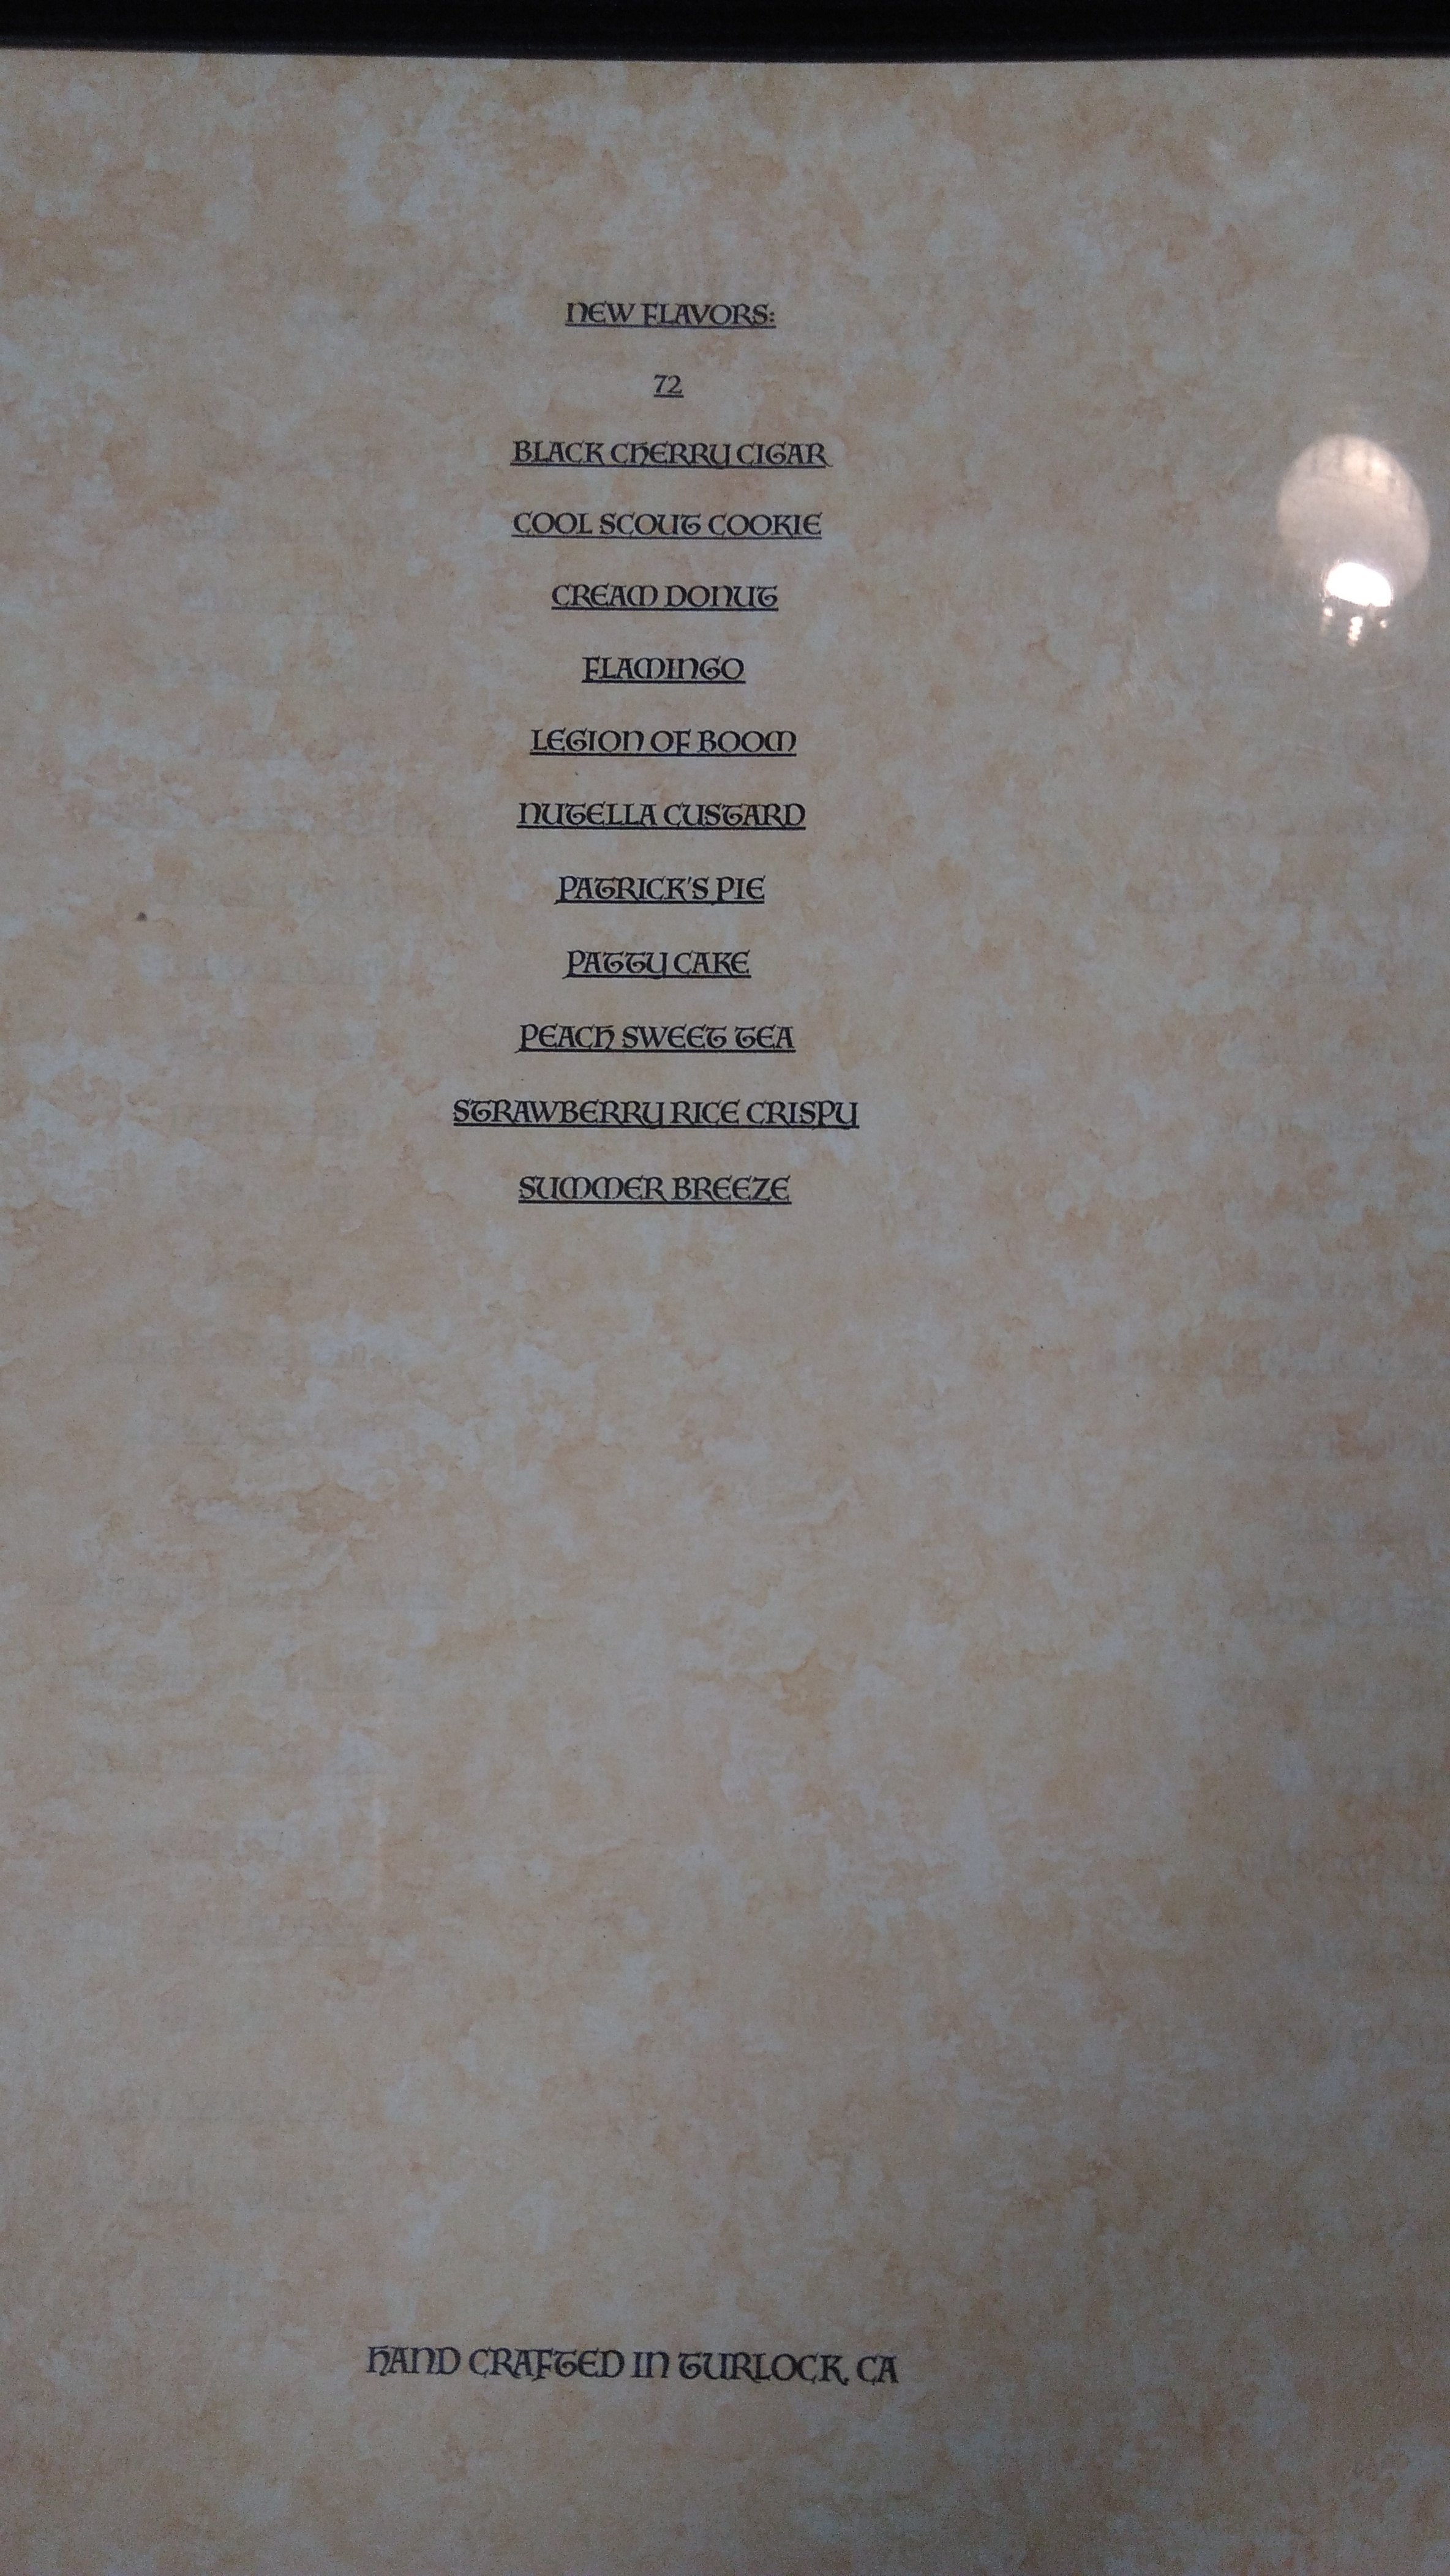 NEW FLAVORS:
72
BLACK CHERRY CIGAR
COOL SCOUT COOKIE
CREAM DONUT
FLAMINGO
LEGION OF BOOM
NUTELLA CUSTARD
PATRICK'S PIE
PATTY CAKE
PEACH SWEET TEA
STRAWBERRY RICE CRISPY
SUMMER BREEZE
HAND CRAFTED IN TURLOCK, CA